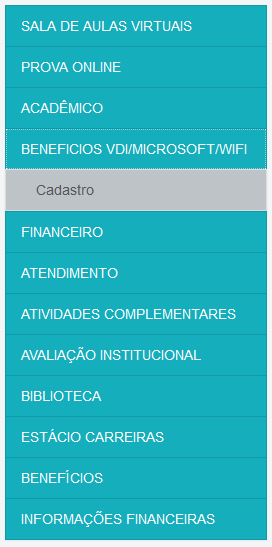 SALA DE AULAS VIRTUAIS
PROVA ONLINE
ACADÊMICO
BENEFICIOS VDI/MICROSOFT/WIFI
Cadastro
FINANCEIRO
ATENDIMENTO
ATIVIDADES COMPLEMENTARES
AVALIAÇÃO INSTITUCIONAL
BIBLIOTECA
ESTÁCIO CARREIRAS
BENEFÍCIOS
INFORMAÇÕES FINANCEIRAS